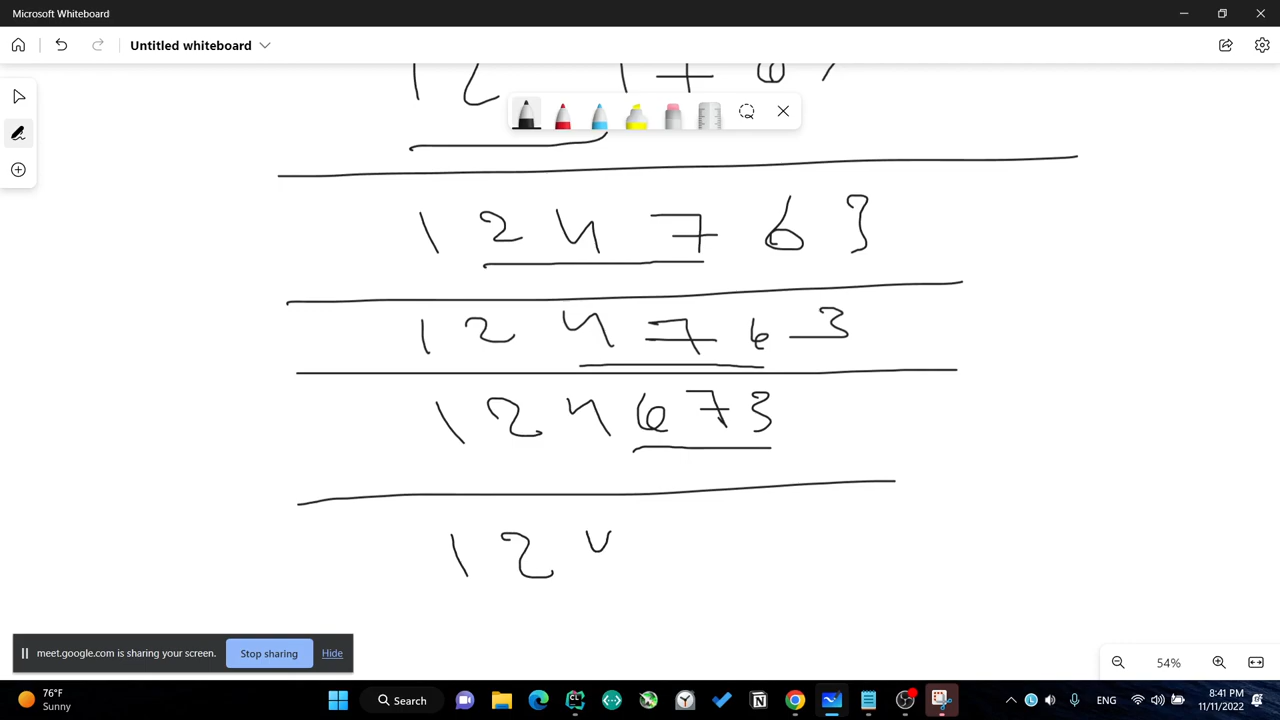 Microsoft Whiteboard
Untitled whiteboard
1 2 4 7 6 3
1 2 4 7 6 3
1 2 4 6 7 3
1 2
meet.google.com is sharing your screen. Stop sharing Hide
54%
76°F
Sunny
Search
ENG
8:41 PM
11/11/2022